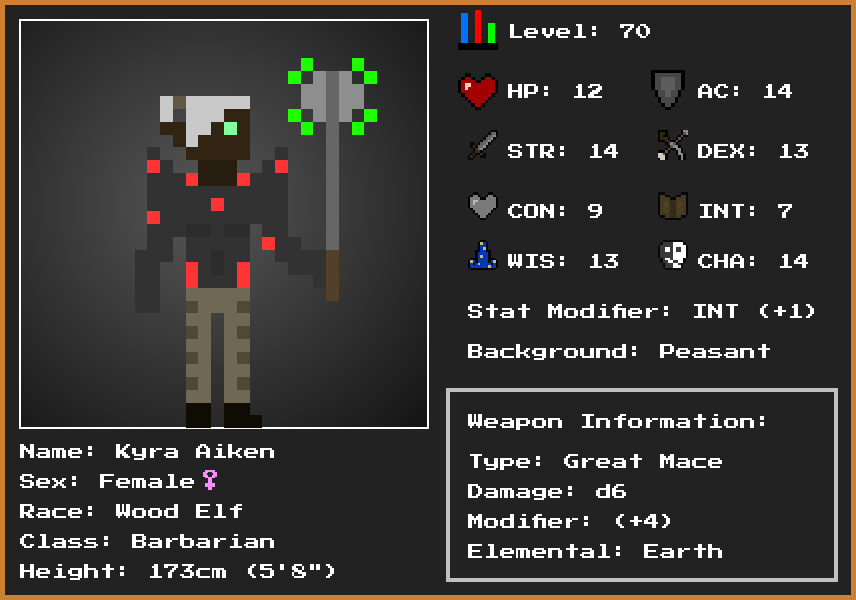 Level: 70
HP: 12
AC: 14
STR: 14
DEX: 13
CON: 9
INT: 7
WIS: 13
CHA: 14
Stat Modifier: INT (+1)
Background: Peasant
Weapon Information:
Type: Great Mace
Damage: d6
Modifier: (+4)
Elemental: Earth
Name: Kyra Aiken
Sex: Female♀
Race: Wood Elf
Class: Barbarian
Height: 173cm (5'8")